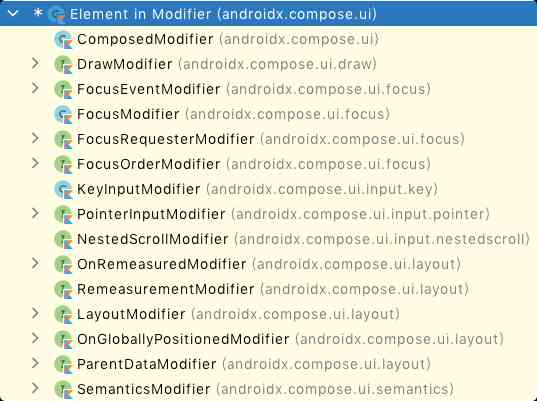 * Element in Modifier (androidx.compose.ui)
ComposedModifier (androidx.compose.ui)
DrawModifier (androidx.compose.ui.draw)
FocusEventModifier (androidx.compose.ui.focus)
FocusModifier (androidx.compose.ui.focus)
FocusRequesterModifier (androidx.compose.ui.focus)
FocusOrderModifier (androidx.compose.ui.focus)
KeyInputModifier (androidx.compose.ui.input.key)
PointerInputModifier (androidx.compose.ui.input.pointer)
NestedScrollModifier (androidx.compose.ui.input.nestedscroll)
OnRemeasuredModifier (androidx.compose.ui.layout)
RemeasurementModifier (androidx.compose.ui.layout)
LayoutModifier (androidx.compose.ui.layout)
OnGloballyPositionedModifier (androidx.compose.ui.layout)
ParentDataModifier (androidx.compose.ui.layout)
SemanticsModifier (androidx.compose.ui.semantics)